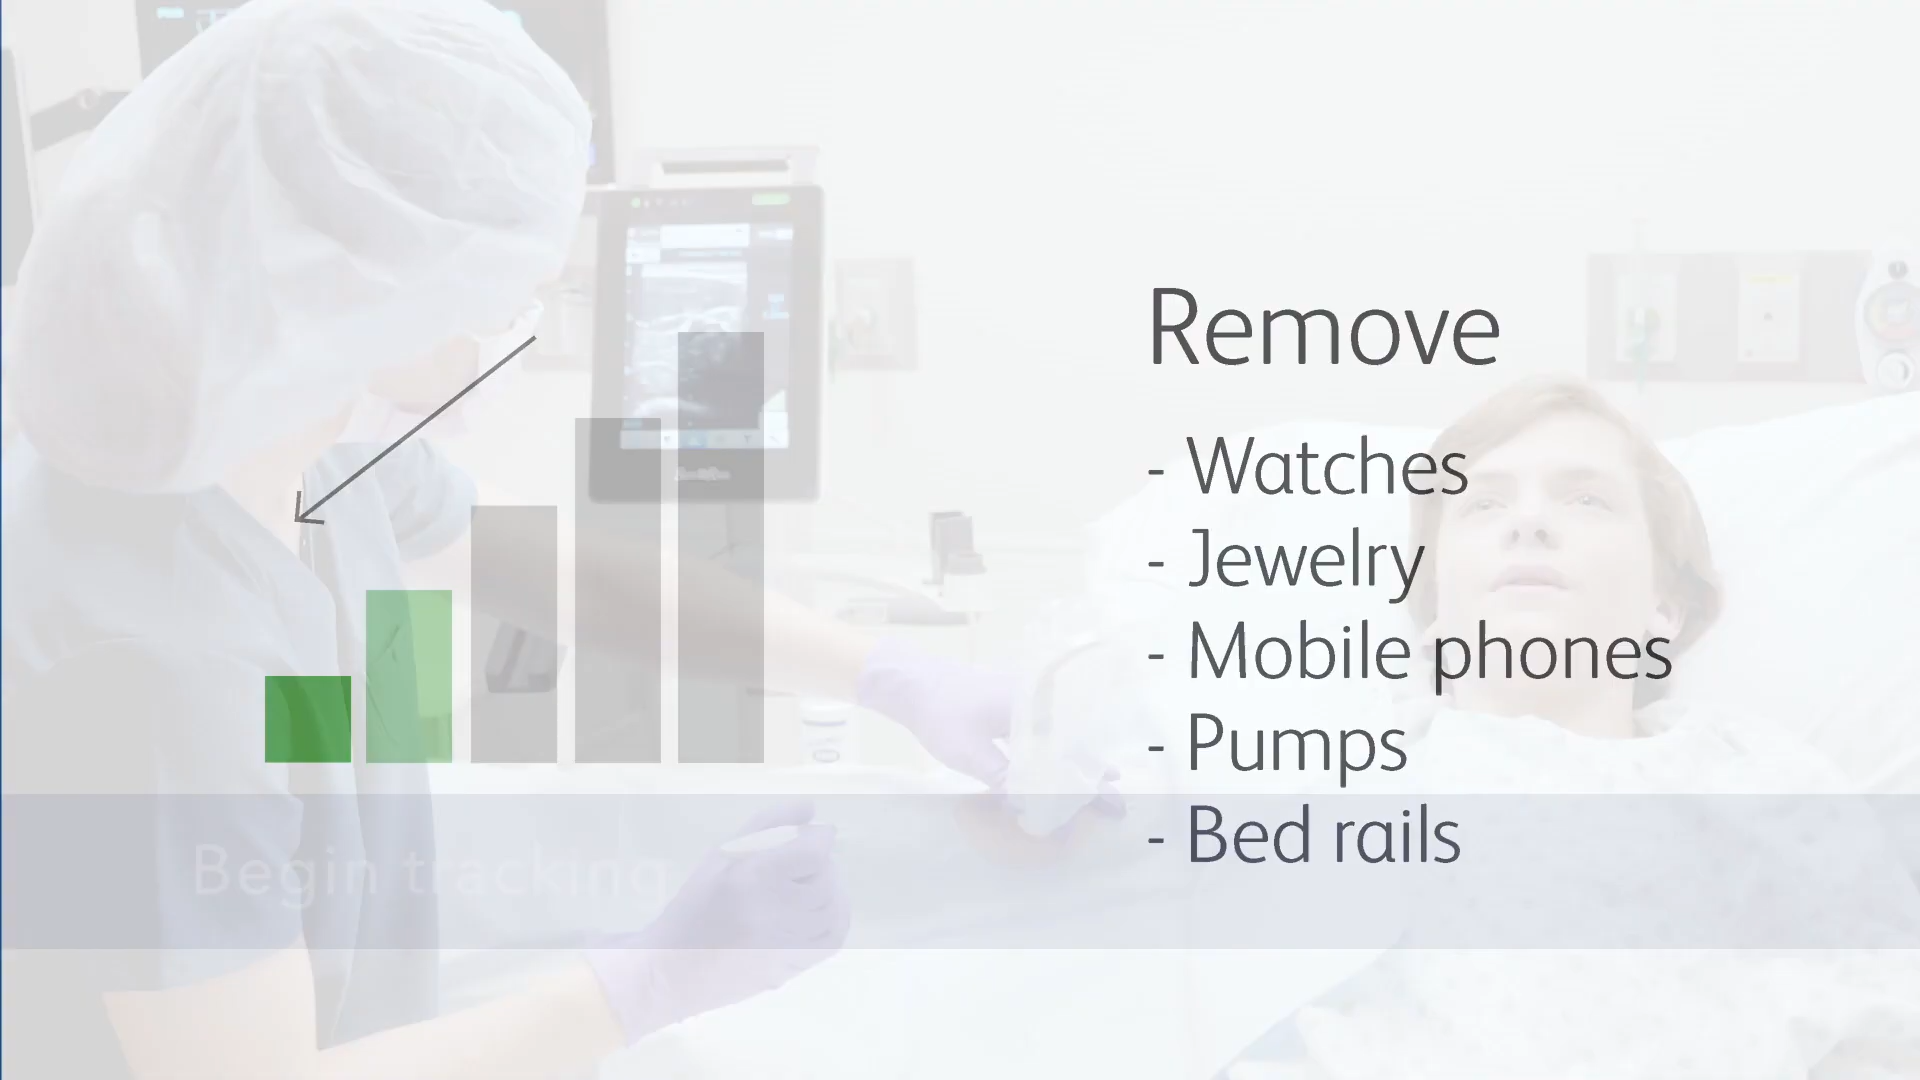 Remove
- Watches
- Jewelry
- Mobile phones
- Pumps
- Bed rails
Begin tracking